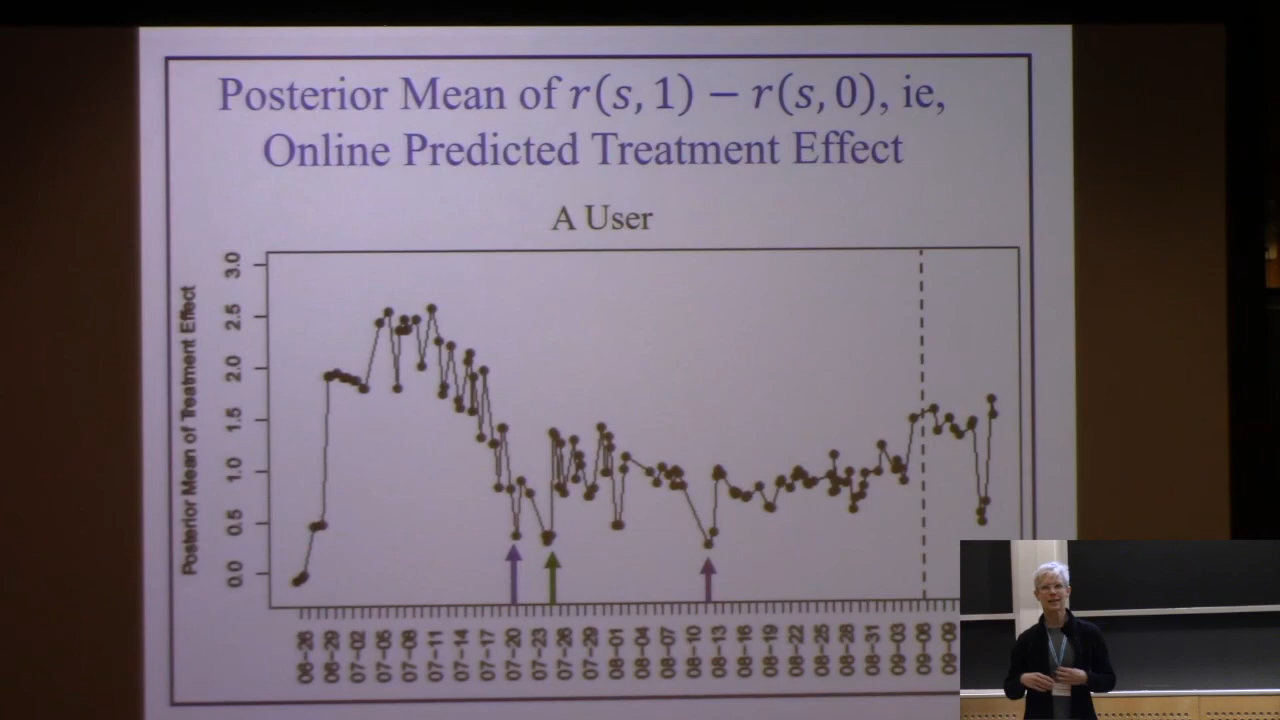 Posterior Mean of r(s, 1) − r(s, 0), ie,
Online Predicted Treatment Effect
A User
Posterior Mean of Treatment Effect
3.0
2.5
2.0
1.5
1.0
0.5
0.0
06-26 06-29 07-02 07-05 07-08 07-11 07-14 07-17 07-20 07-23 07-26 07-29 08-01 08-04 08-07 08-10 08-13 08-16 08-19 08-22 08-25 08-28 08-31 09-03 09-06 09-09